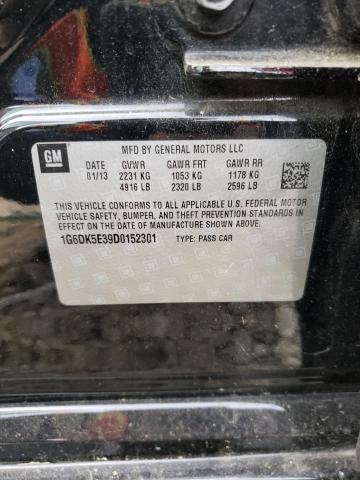 GM
MFD BY GENERAL MOTORS LLC
DATE GVWR GAWR FRT GAWR RR
01/13 2231 KG 1053 KG 1178 KG
4916 LB 2320 LB 2596 LB
THIS VEHICLE CONFORMS TO ALL APPLICABLE U.S. FEDERAL MOTOR
VEHICLE SAFETY, BUMPER, AND THEFT PREVENTION STANDARDS IN
EFFECT ON THE DATE OF MANUFACTURE SHOWN ABOVE.
1G6DK5E39D0152301 TYPE: PASS CAR